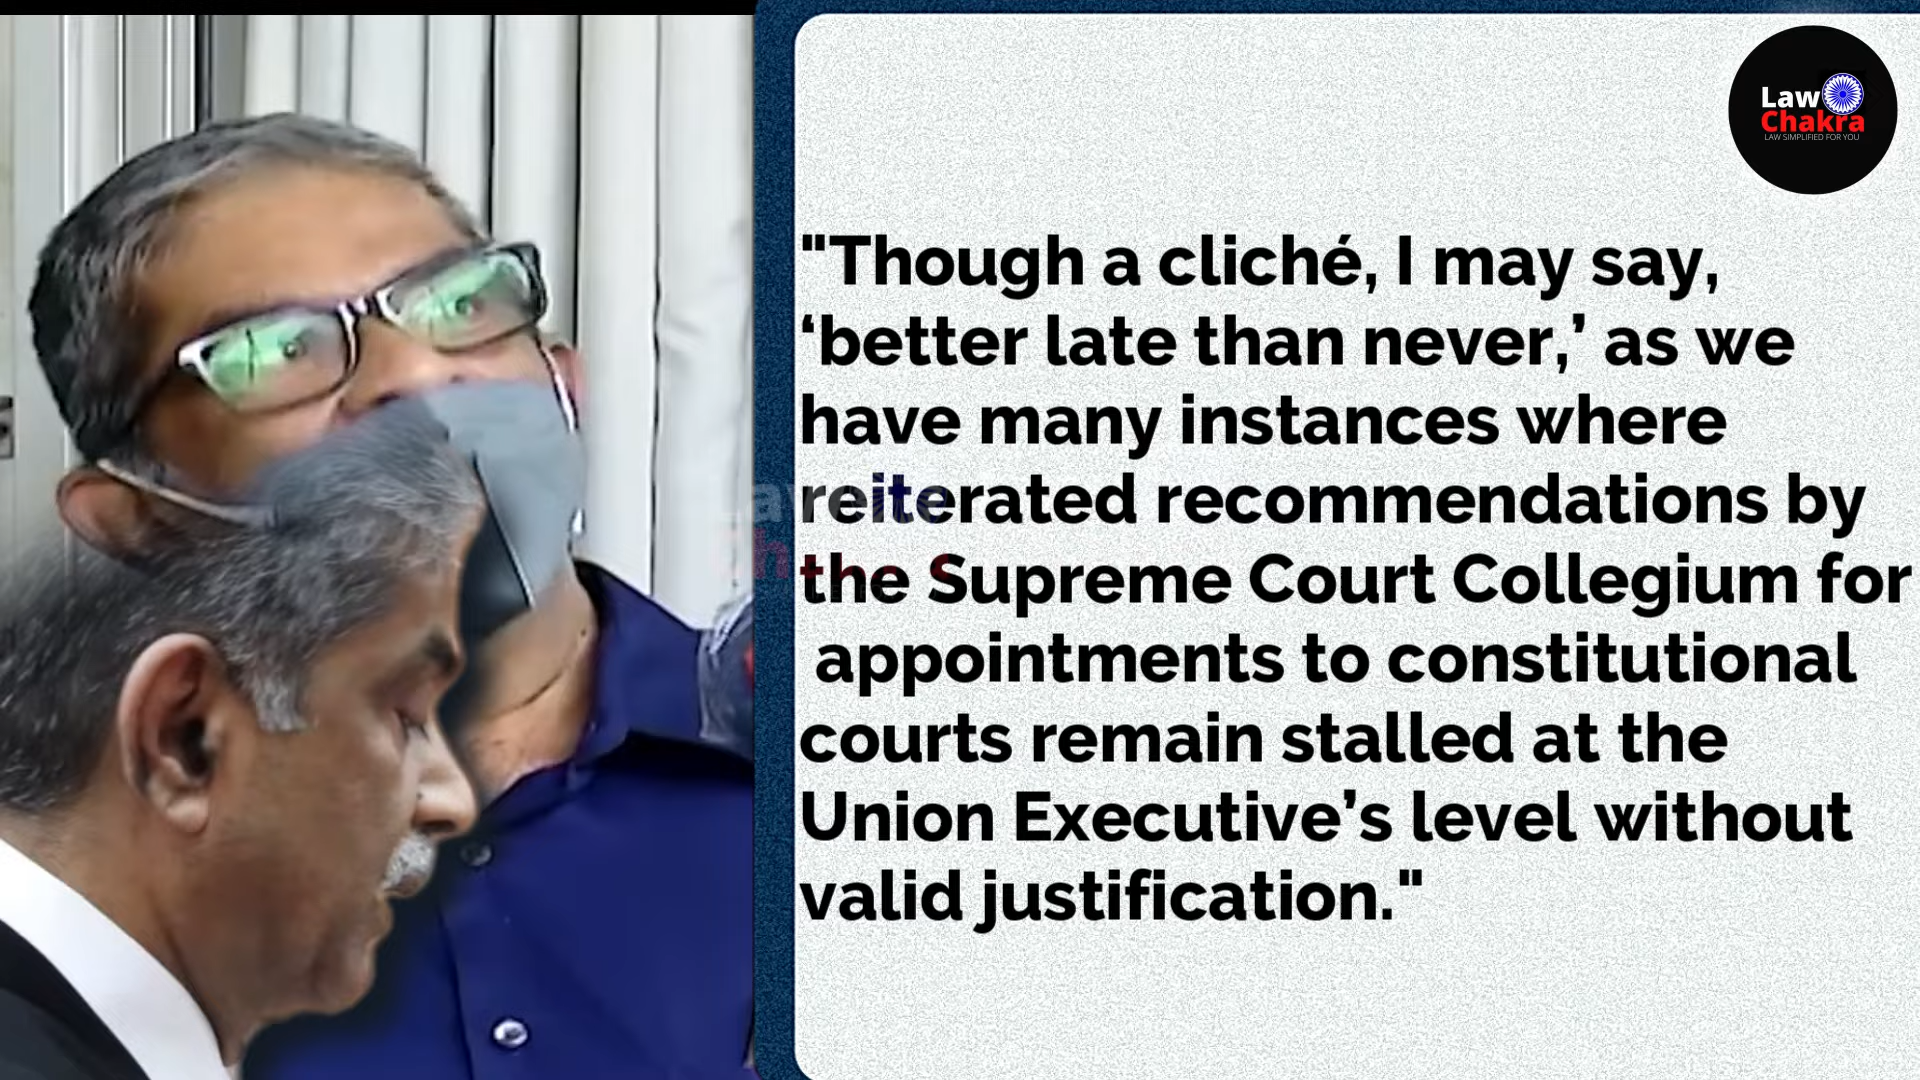 Law
Chakra
LAW SIMPLIFIED FOR YOU
"Though a cliché, I may say,
‘better late than never,’ as we
have many instances where
reiterated recommendations by
the Supreme Court Collegium for
appointments to constitutional
courts remain stalled at the
Union Executive’s level without
valid justification."